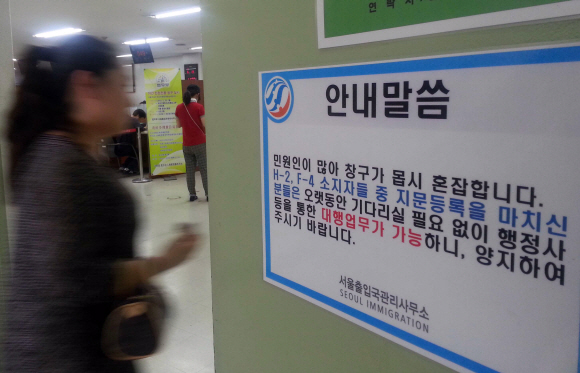 연 락 처
안내말씀
민원인이 많아 창구가 몹시 혼잡합니다.
H-2, F-4 소지자들 중 지문등록을 마치신
분들은 오랫동안 기다리실 필요 없이 행정사
등을 통한 대행업무가 가능하니, 양지하여
주시기 바랍니다.
서울출입국관리사무소
SEOUL IMMIGRATION